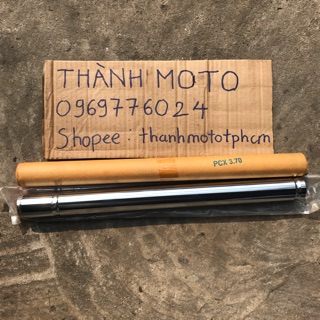 THÀNH MOTO
0969776024
Shopee: thanhmototphcm
PCX 3.70